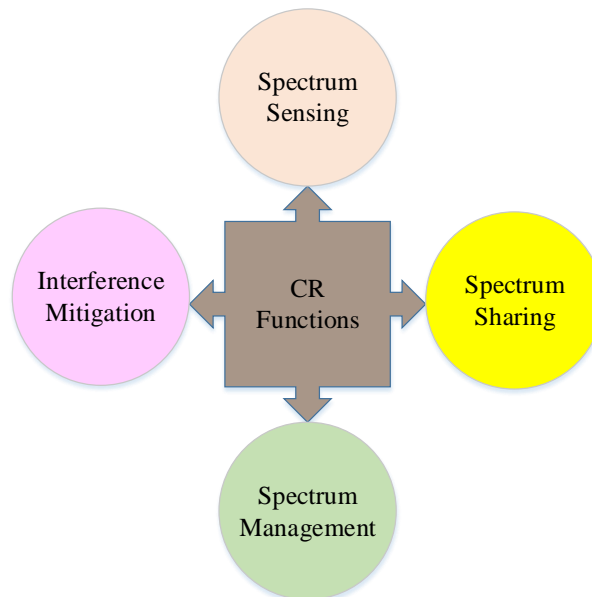 Spectrum
Sensing
Interference
Mitigation
CR
Functions
Spectrum
Sharing
Spectrum
Management